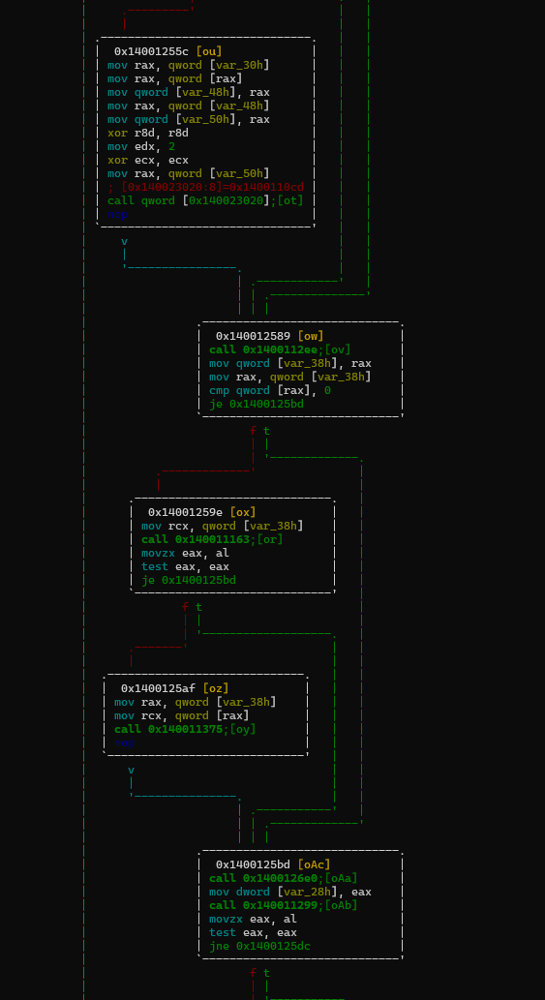 0x14001255c [ou]
mov rax, qword [var_30h]
mov rax, qword [rax]
mov qword [var_48h], rax
mov rax, qword [var_48h]
mov qword [var_50h], rax
xor r8d, r8d
mov edx, 2
xor ecx, ecx
mov rax, qword [var_50h]
; [0x140023020:8]=0x1400110cd
call qword [0x140023020];[ot]
nop
v
0x140012589 [ow]
call 0x1400112ee;[ov]
mov qword [var_38h], rax
mov rax, qword [var_38h]
cmp qword [rax], 0
je 0x1400125bd
f t
0x14001259e [ox]
mov rcx, qword [var_38h]
call 0x140011163;[or]
movzx eax, al
test eax, eax
je 0x1400125bd
f t
0x1400125af [oz]
mov rax, qword [var_38h]
mov rcx, qword [rax]
call 0x140011375;[oy]
nop
v
0x1400125bd [oAc]
call 0x1400126e0;[oAa]
mov dword [var_28h], eax
call 0x140011299;[oAb]
movzx eax, al
test eax, eax
jne 0x1400125dc
f t